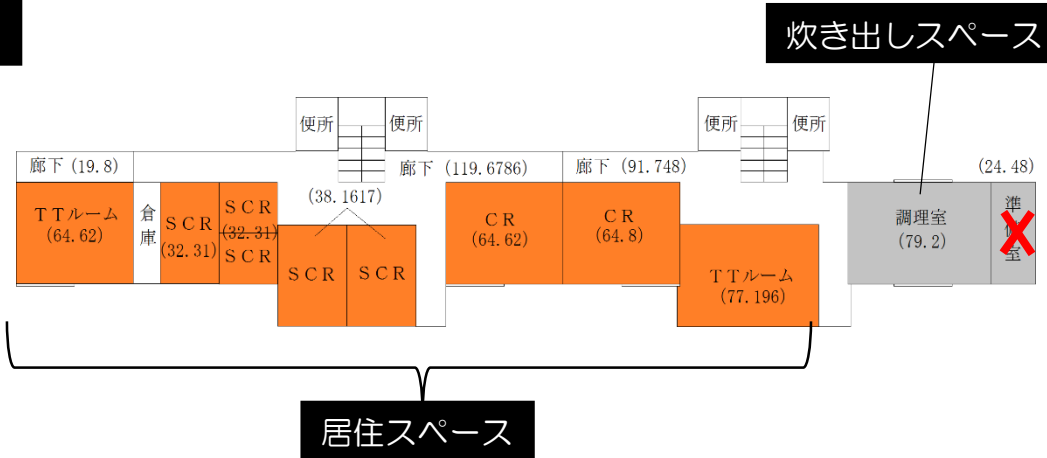 炊き出しスペース
便所
便所
便所
便所
廊下 (19.8)
廊下 (119.6786)
廊下 (91.748)
(24.48)
ＴＴルーム
(64.62)
倉庫
ＳＣＲ
(32.31)
ＳＣＲ
(32.31)
ＳＣＲ
(38.1617)
ＳＣＲ
ＳＣＲ
ＣＲ
(64.62)
ＣＲ
(64.8)
ＴＴルーム
(77.196)
調理室
(79.2)
準備室
居住スペース